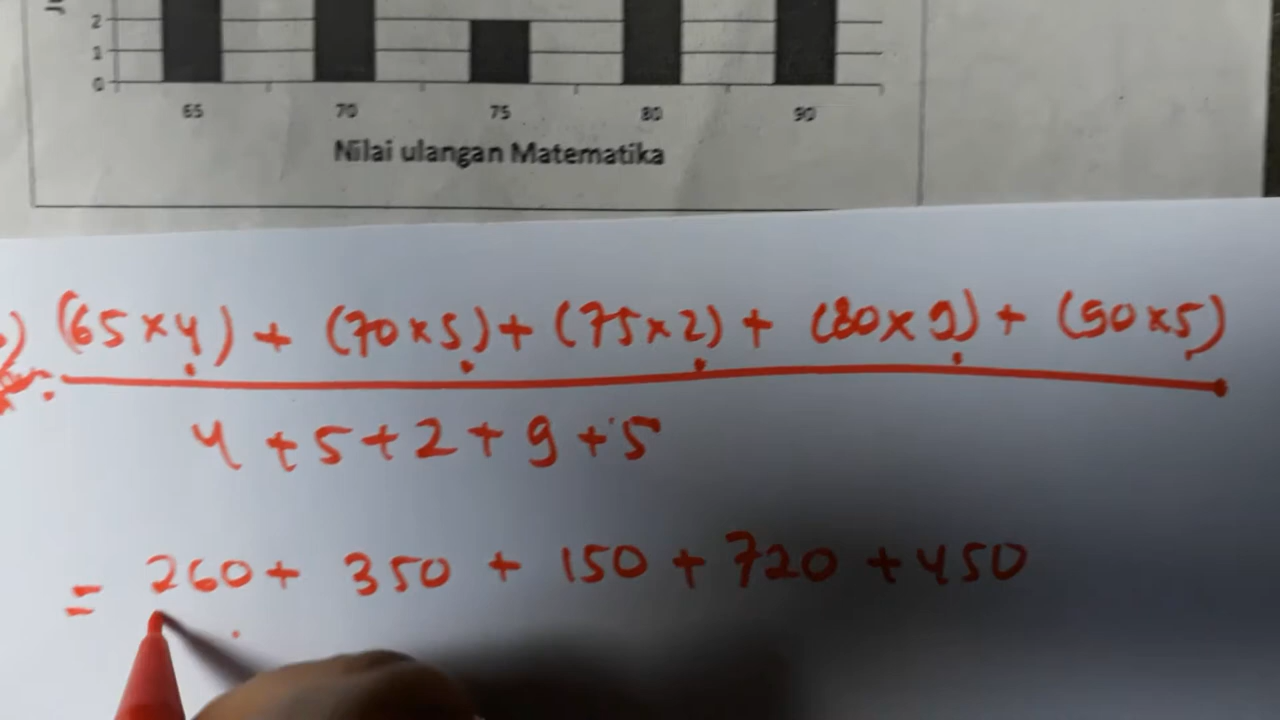 2
1
0
65 70 75 80 90
Nilai ulangan Matematika
(65 x 4) + (70 x 5) + (75 x 2) + (80 x 9) + (90 x 5)
4 + 5 + 2 + 9 + 5
= 260 + 350 + 150 + 720 + 450